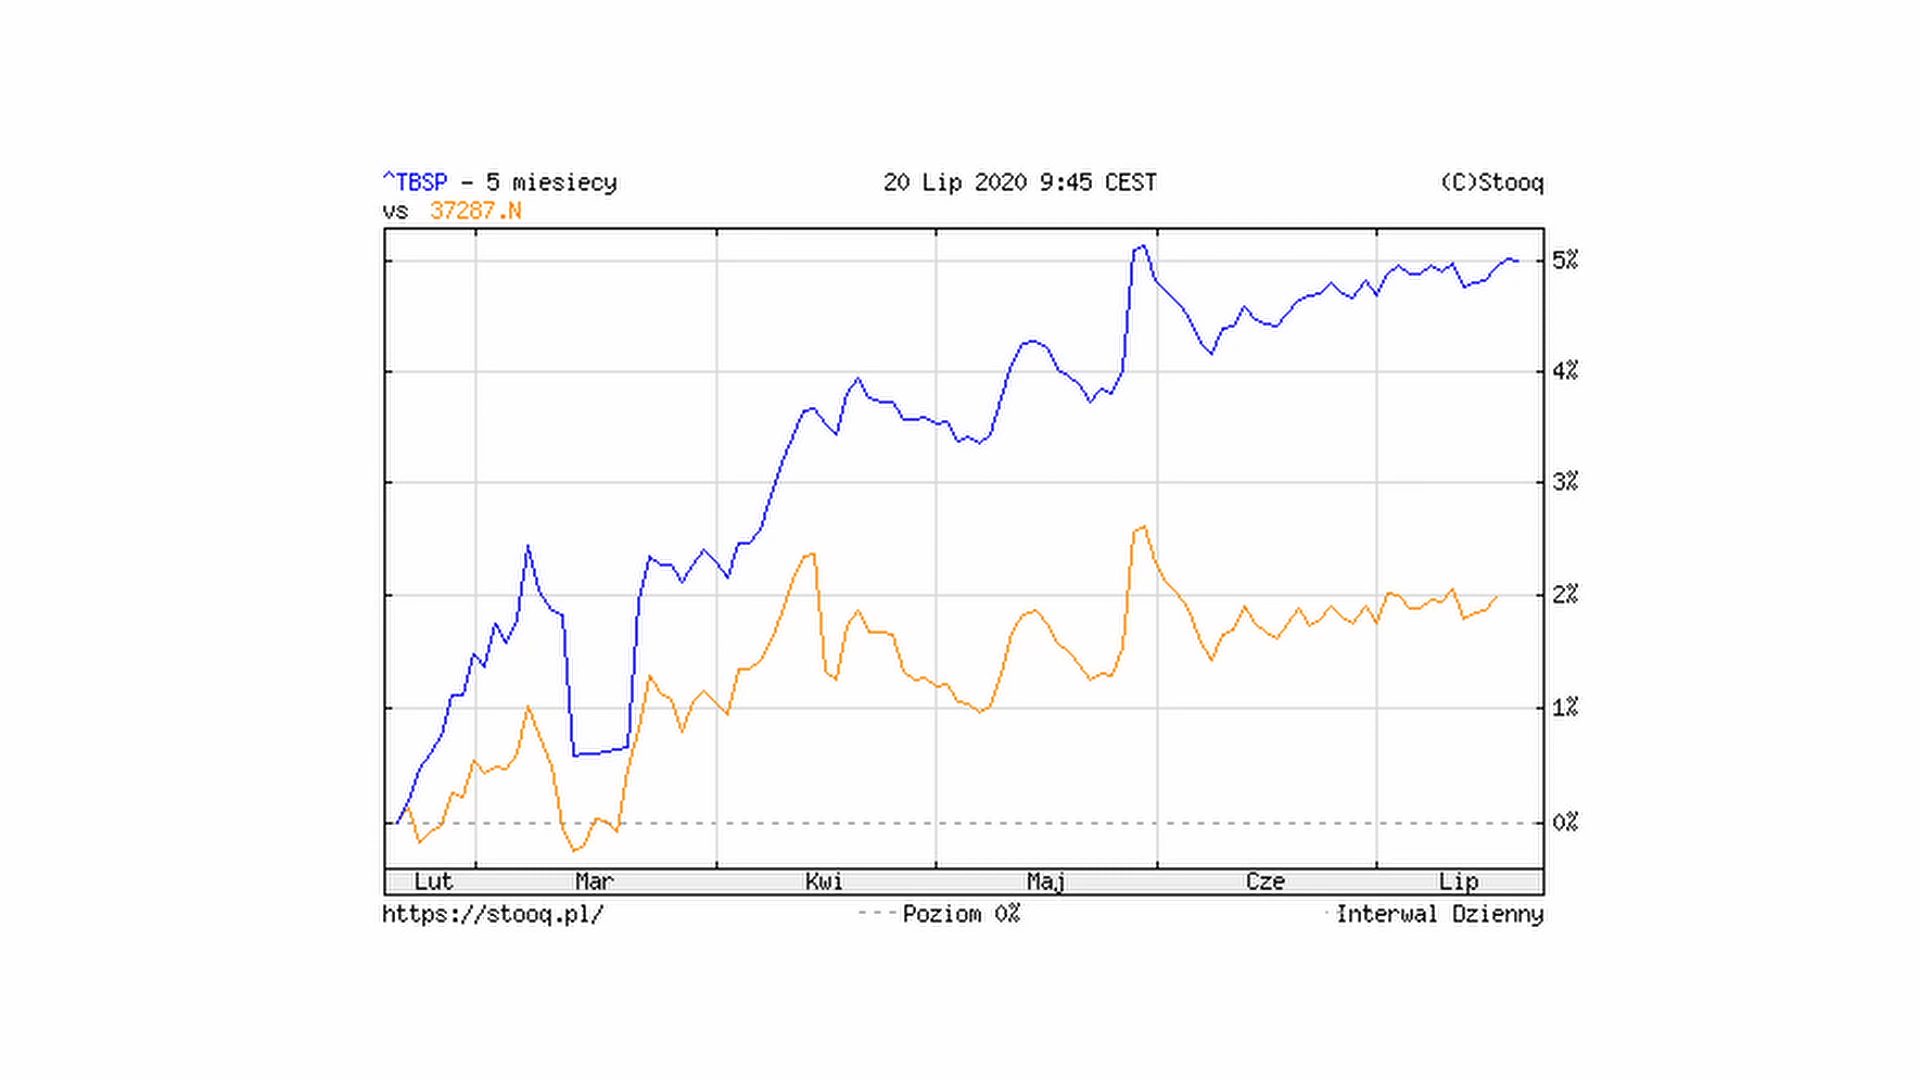 ^TBSP - 5 miesiecy 20 Lip 2020 9:45 CEST (C)Stooq
vs 37287.N
5%
4%
3%
2%
1%
0%
Lut Mar Kwi Maj Cze Lip
https://stooq.pl/ ---Poziom 0% Interwal Dzienny